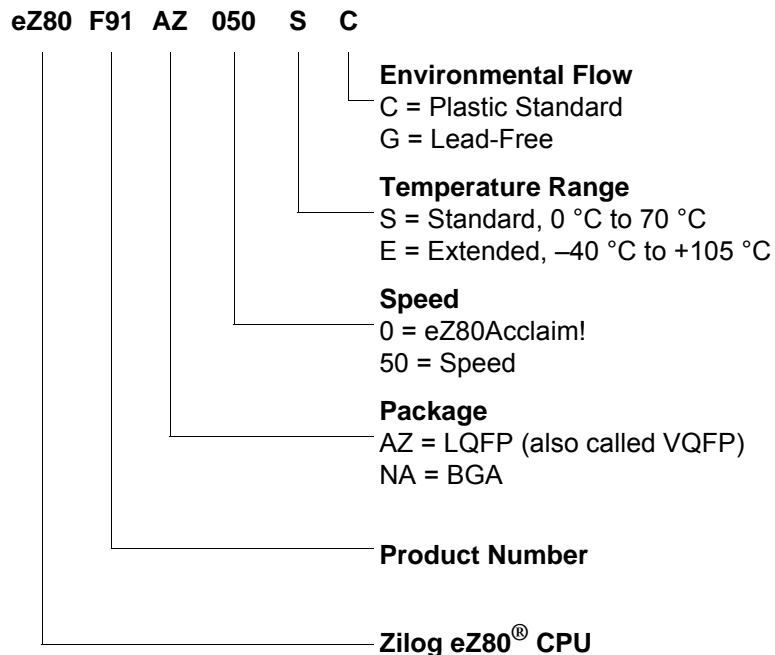 eZ80 F91 AZ 050 S C
Environmental Flow
C = Plastic Standard
G = Lead-Free
Temperature Range
S = Standard, 0 °C to 70 °C
E = Extended, –40 °C to +105 °C
Speed
0 = eZ80Acclaim!
50 = Speed
Package
AZ = LQFP (also called VQFP)
NA = BGA
Product Number
Zilog eZ80® CPU